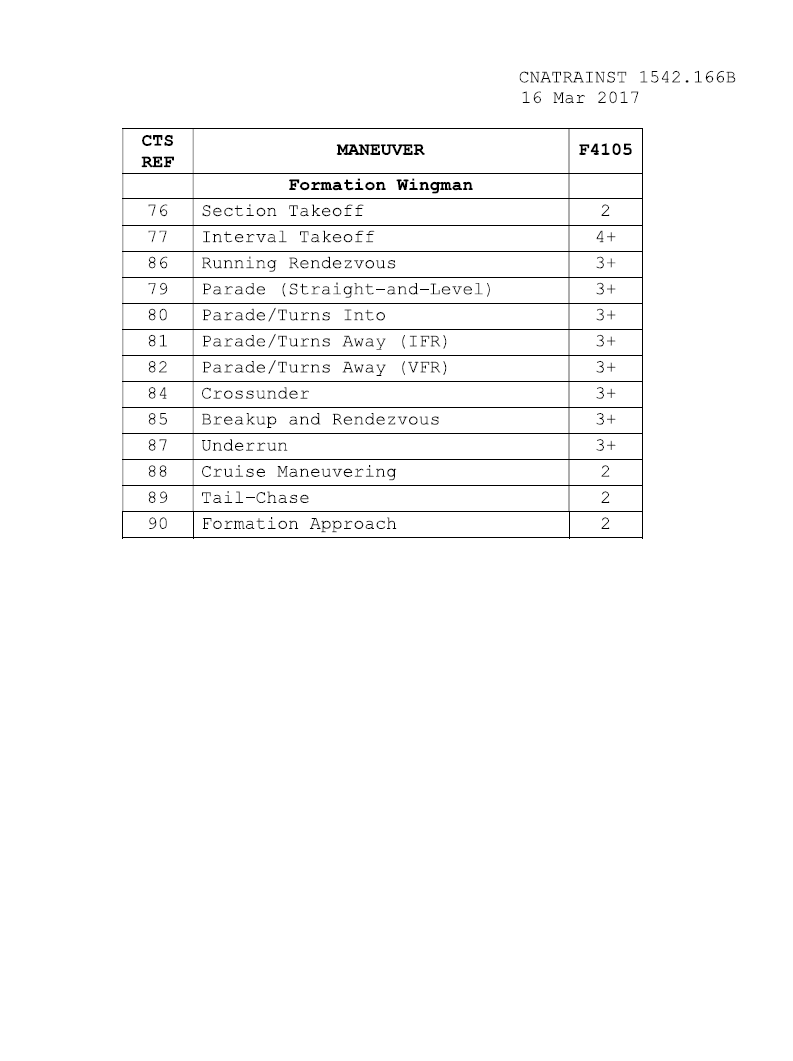 CNATRAINST 1542.166B
16 Mar 2017
CTS REF MANEUVER F4105
Formation Wingman
76 Section Takeoff 2
77 Interval Takeoff 4+
86 Running Rendezvous 3+
79 Parade (Straight-and-Level) 3+
80 Parade/Turns Into 3+
81 Parade/Turns Away (IFR) 3+
82 Parade/Turns Away (VFR) 3+
84 Crossunder 3+
85 Breakup and Rendezvous 3+
87 Underrun 3+
88 Cruise Maneuvering 2
89 Tail-Chase 2
90 Formation Approach 2